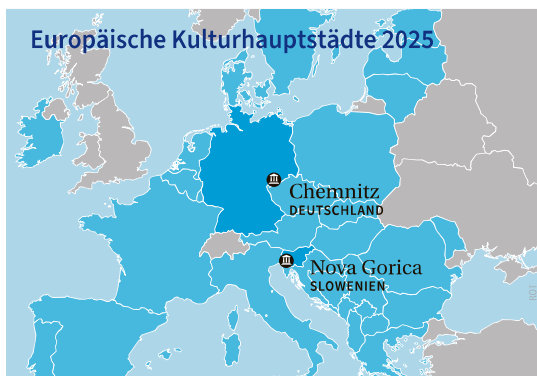 Europäische Kulturhauptstädte 2025
Chemnitz
DEUTSCHLAND
Nova Gorica
SLOWENIEN